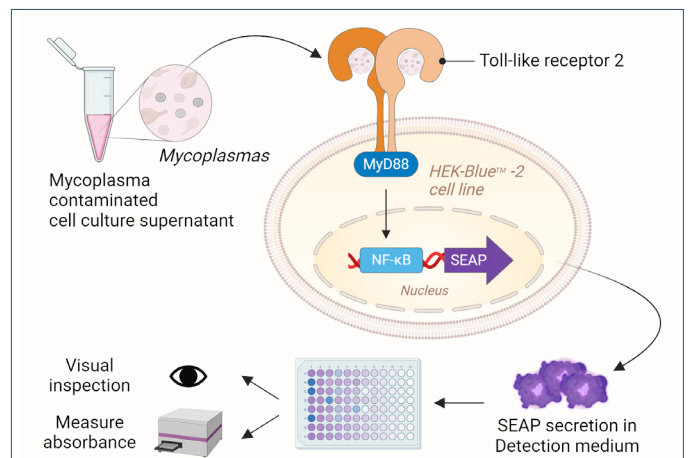 Toll-like receptor 2
Mycoplasmas
Mycoplasma
contaminated
cell culture supernatant
MyD88
HEK-Blue™ -2
cell line
NF-κB
SEAP
Nucleus
Visual
inspection
Measure
absorbance
SEAP secretion in
Detection medium